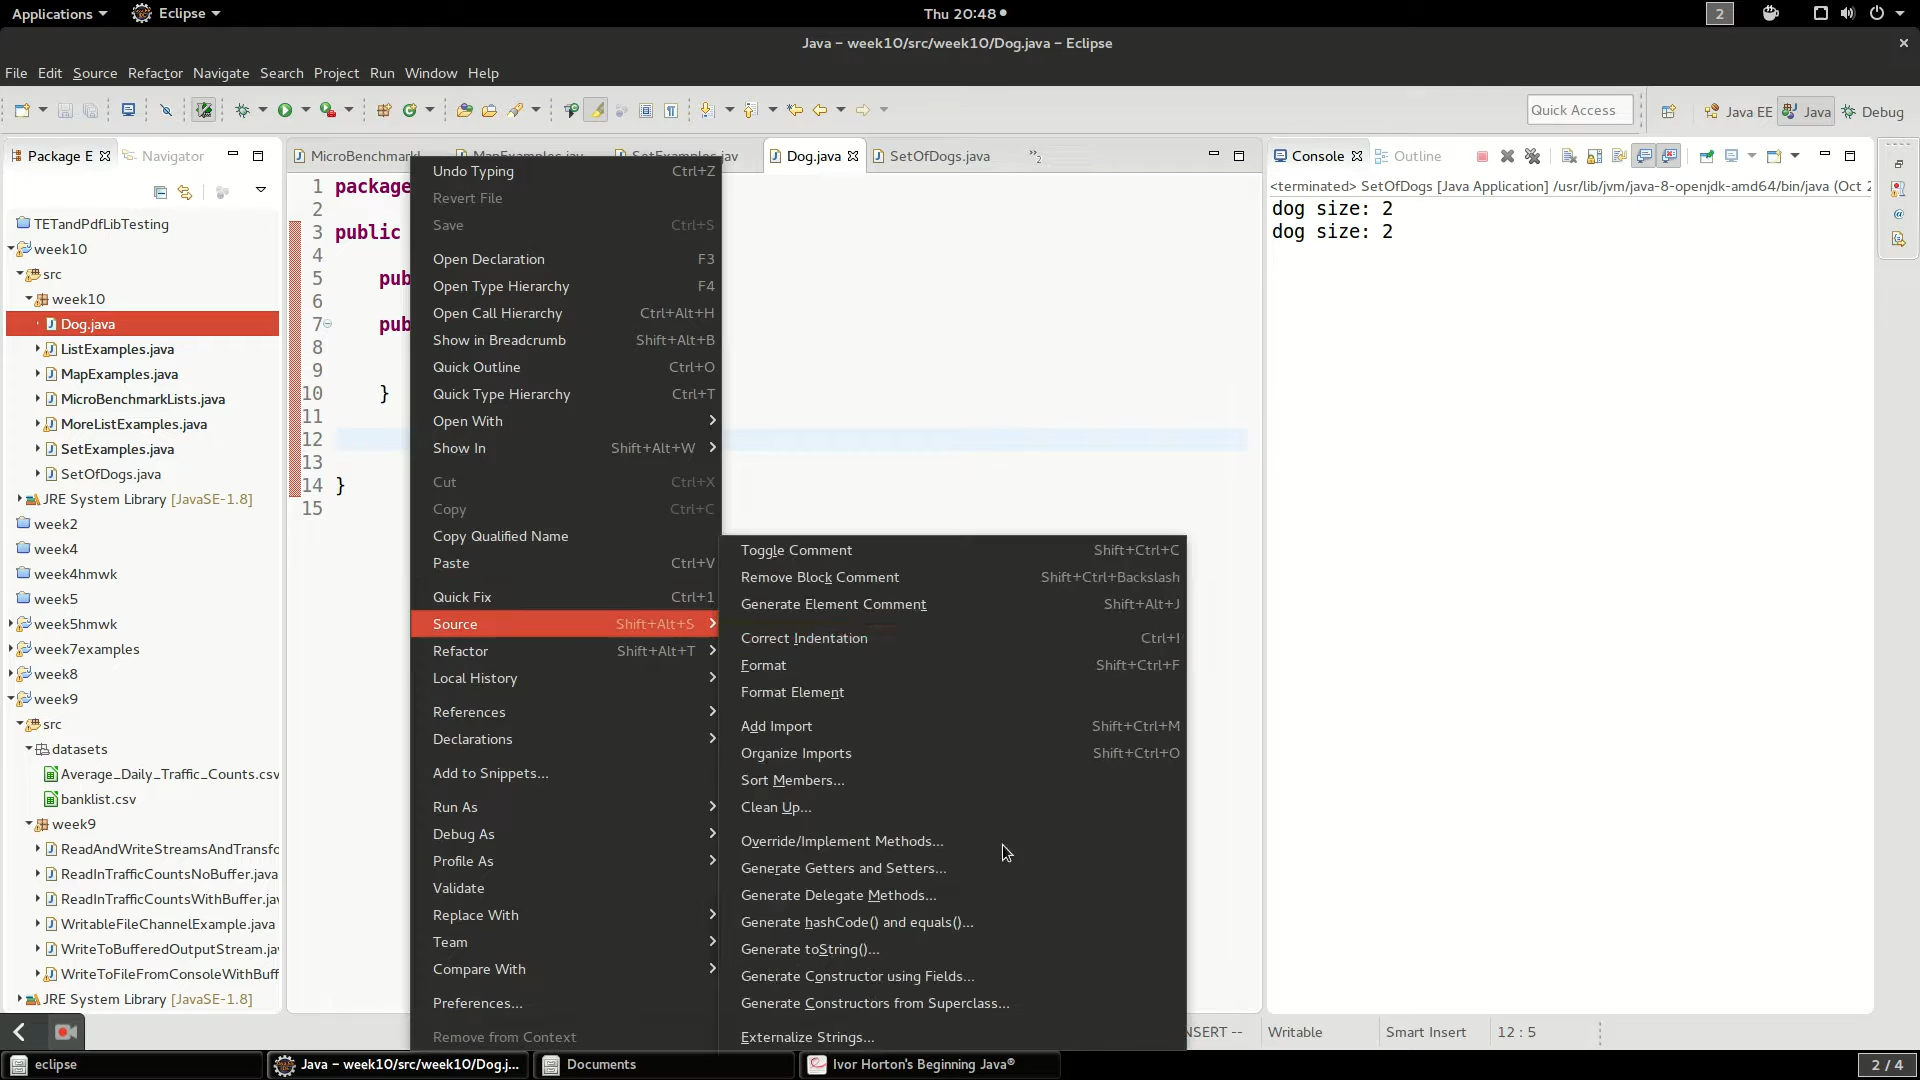 Applications
Eclipse
Thu 20:48
2
Java – week10/src/week10/Dog.java – Eclipse
File Edit Source Refactor Navigate Search Project Run Window Help
Quick Access
Java EE
Java
Debug
Package E
Navigator
TETandPdfLibTesting
week10
src
week10
Dog.java
ListExamples.java
MapExamples.java
MicroBenchmarkLists.java
MoreListExamples.java
SetExamples.java
SetOfDogs.java
JRE System Library [JavaSE-1.8]
week2
week4
week4hmwk
week5
week5hmwk
week7examples
week8
week9
src
datasets
Average_Daily_Traffic_Counts.csv
banklist.csv
week9
ReadAndWriteStreamsAndTransfo
ReadInTrafficCountsNoBuffer.java
ReadInTrafficCountsWithBuffer.jav
WritableFileChannelExample.java
WriteToBufferedOutputStream.jav
WriteToFileFromConsoleWithBuff
JRE System Library [JavaSE-1.8]
MicroBenchmarkL
MapExamples.jav
SetExamples.jav
Dog.java
SetOfDogs.java
2
1 package
2
3 public
4
5 pub
6
7 pub
8
9
10 }
11
12
13
14 }
15
Undo Typing Ctrl+Z
Revert File
Save Ctrl+S
Open Declaration F3
Open Type Hierarchy F4
Open Call Hierarchy Ctrl+Alt+H
Show in Breadcrumb Shift+Alt+B
Quick Outline Ctrl+O
Quick Type Hierarchy Ctrl+T
Open With
Show In Shift+Alt+W
Cut Ctrl+X
Copy Ctrl+C
Copy Qualified Name
Paste Ctrl+V
Quick Fix Ctrl+1
Source Shift+Alt+S
Refactor Shift+Alt+T
Local History
References
Declarations
Add to Snippets...
Run As
Debug As
Profile As
Validate
Replace With
Team
Compare With
Preferences...
Remove from Context
Toggle Comment Shift+Ctrl+C
Remove Block Comment Shift+Ctrl+Backslash
Generate Element Comment Shift+Alt+J
Correct Indentation Ctrl+I
Format Shift+Ctrl+F
Format Element
Add Import Shift+Ctrl+M
Organize Imports Shift+Ctrl+O
Sort Members...
Clean Up...
Override/Implement Methods...
Generate Getters and Setters...
Generate Delegate Methods...
Generate hashCode() and equals()...
Generate toString()...
Generate Constructor using Fields...
Generate Constructors from Superclass...
Externalize Strings...
Console
Outline
<terminated> SetOfDogs [Java Application] /usr/lib/jvm/java-8-openjdk-amd64/bin/java (Oct 2
dog size: 2
dog size: 2
NSERT --
Writable
Smart Insert
12 : 5
eclipse
Java – week10/src/week10/Dog.j...
Documents
Ivor Horton's Beginning Java®
2 / 4